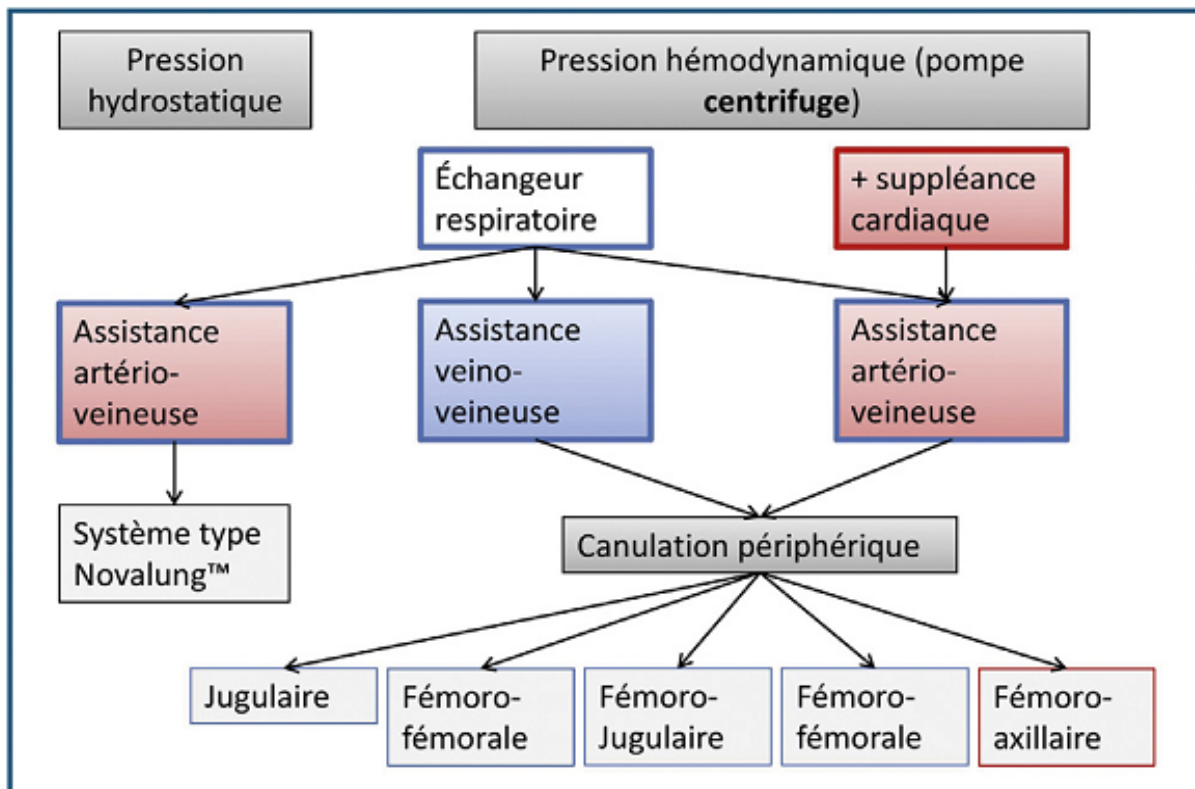 Pression
hydrostatique
Pression hémodynamique (pompe
centrifuge)
Échangeur
respiratoire
+ suppléance
cardiaque
Assistance
artério-
veineuse
Assistance
veino-
veineuse
Assistance
artério-
veineuse
Système type
Novalung™
Canulation périphérique
Jugulaire
Fémoro-
fémorale
Fémoro-
Jugulaire
Fémoro-
fémorale
Fémoro-
axillaire